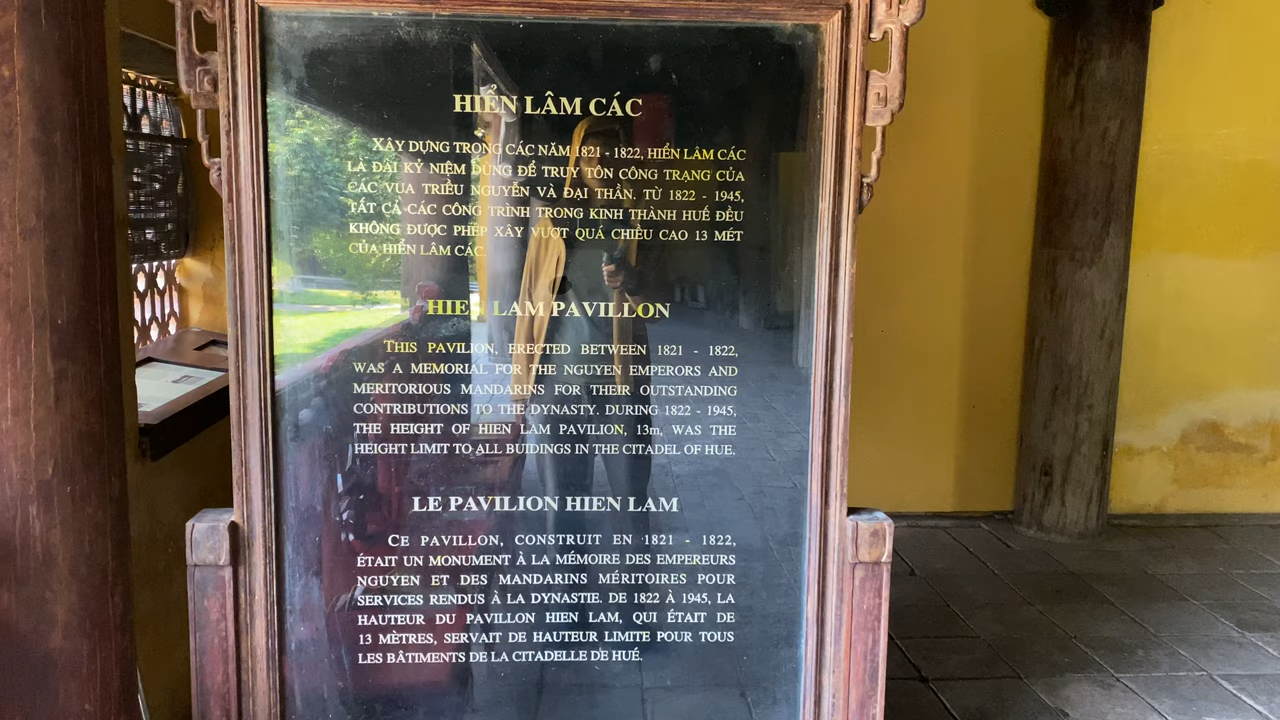 HIỂN LÂM CÁC
XÂY DỰNG TRONG CÁC NĂM 1821 - 1822, HIỂN LÂM CÁC
LÀ ĐÀI KỶ NIỆM DÙNG ĐỂ TRUY TÔN CÔNG TRẠNG CỦA
CÁC VUA TRIỀU NGUYỄN VÀ ĐẠI THẦN. TỪ 1822 - 1945,
TẤT CẢ CÁC CÔNG TRÌNH TRONG KINH THÀNH HUẾ ĐỀU
KHÔNG ĐƯỢC PHÉP XÂY VƯỢT QUÁ CHIỀU CAO 13 MÉT
CỦA HIỂN LÂM CÁC.
HIEN LAM PAVILLON
THIS PAVILION, ERECTED BETWEEN 1821 - 1822,
WAS A MEMORIAL FOR THE NGUYEN EMPERORS AND
MERITORIOUS MANDARINS FOR THEIR OUTSTANDING
CONTRIBUTIONS TO THE DYNASTY. DURING 1822 - 1945,
THE HEIGHT OF HIEN LAM PAVILION, 13m, WAS THE
HEIGHT LIMIT TO ALL BUIDINGS IN THE CITADEL OF HUE.
LE PAVILION HIEN LAM
CE PAVILLON, CONSTRUIT EN 1821 - 1822,
ÉTAIT UN MONUMENT À LA MÉMOIRE DES EMPEREURS
NGUYEN ET DES MANDARINS MÉRITOIRES POUR
SERVICES RENDUS À LA DYNASTIE. DE 1822 À 1945, LA
HAUTEUR DU PAVILLON HIEN LAM, QUI ÉTAIT DE
13 MÈTRES, SERVAIT DE HAUTEUR LIMITE POUR TOUS
LES BÂTIMENTS DE LA CITADELLE DE HUÉ.